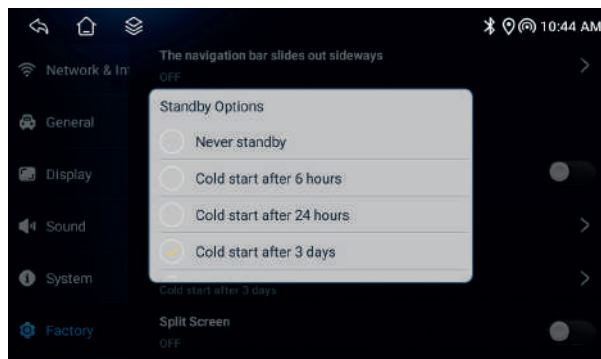 10:44 AM
The navigation bar slides out sideways
OFF
Network & In
General
Display
Sound
System
Factory
Standby Options
Never standby
Cold start after 6 hours
Cold start after 24 hours
Cold start after 3 days
Cold start after 3 days
Split Screen
OFF